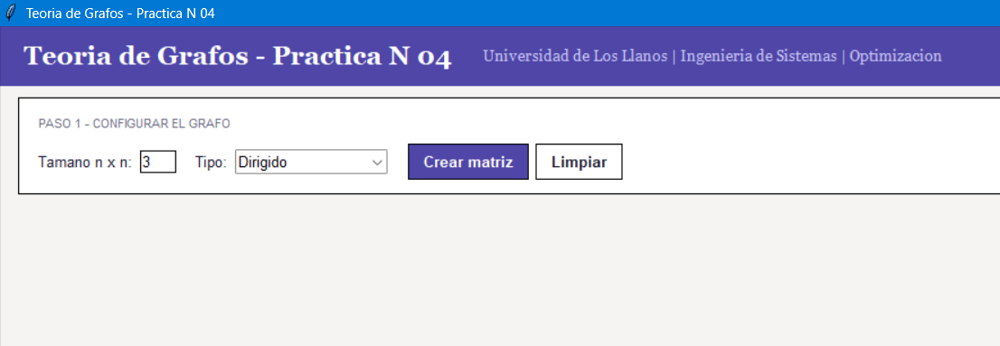 Teoria de Grafos - Practica N 04
Teoria de Grafos - Practica N 04 Universidad de Los Llanos | Ingenieria de Sistemas | Optimizacion
PASO 1 - CONFIGURAR EL GRAFO
Tamano n x n: 3 Tipo: Dirigido Crear matriz Limpiar